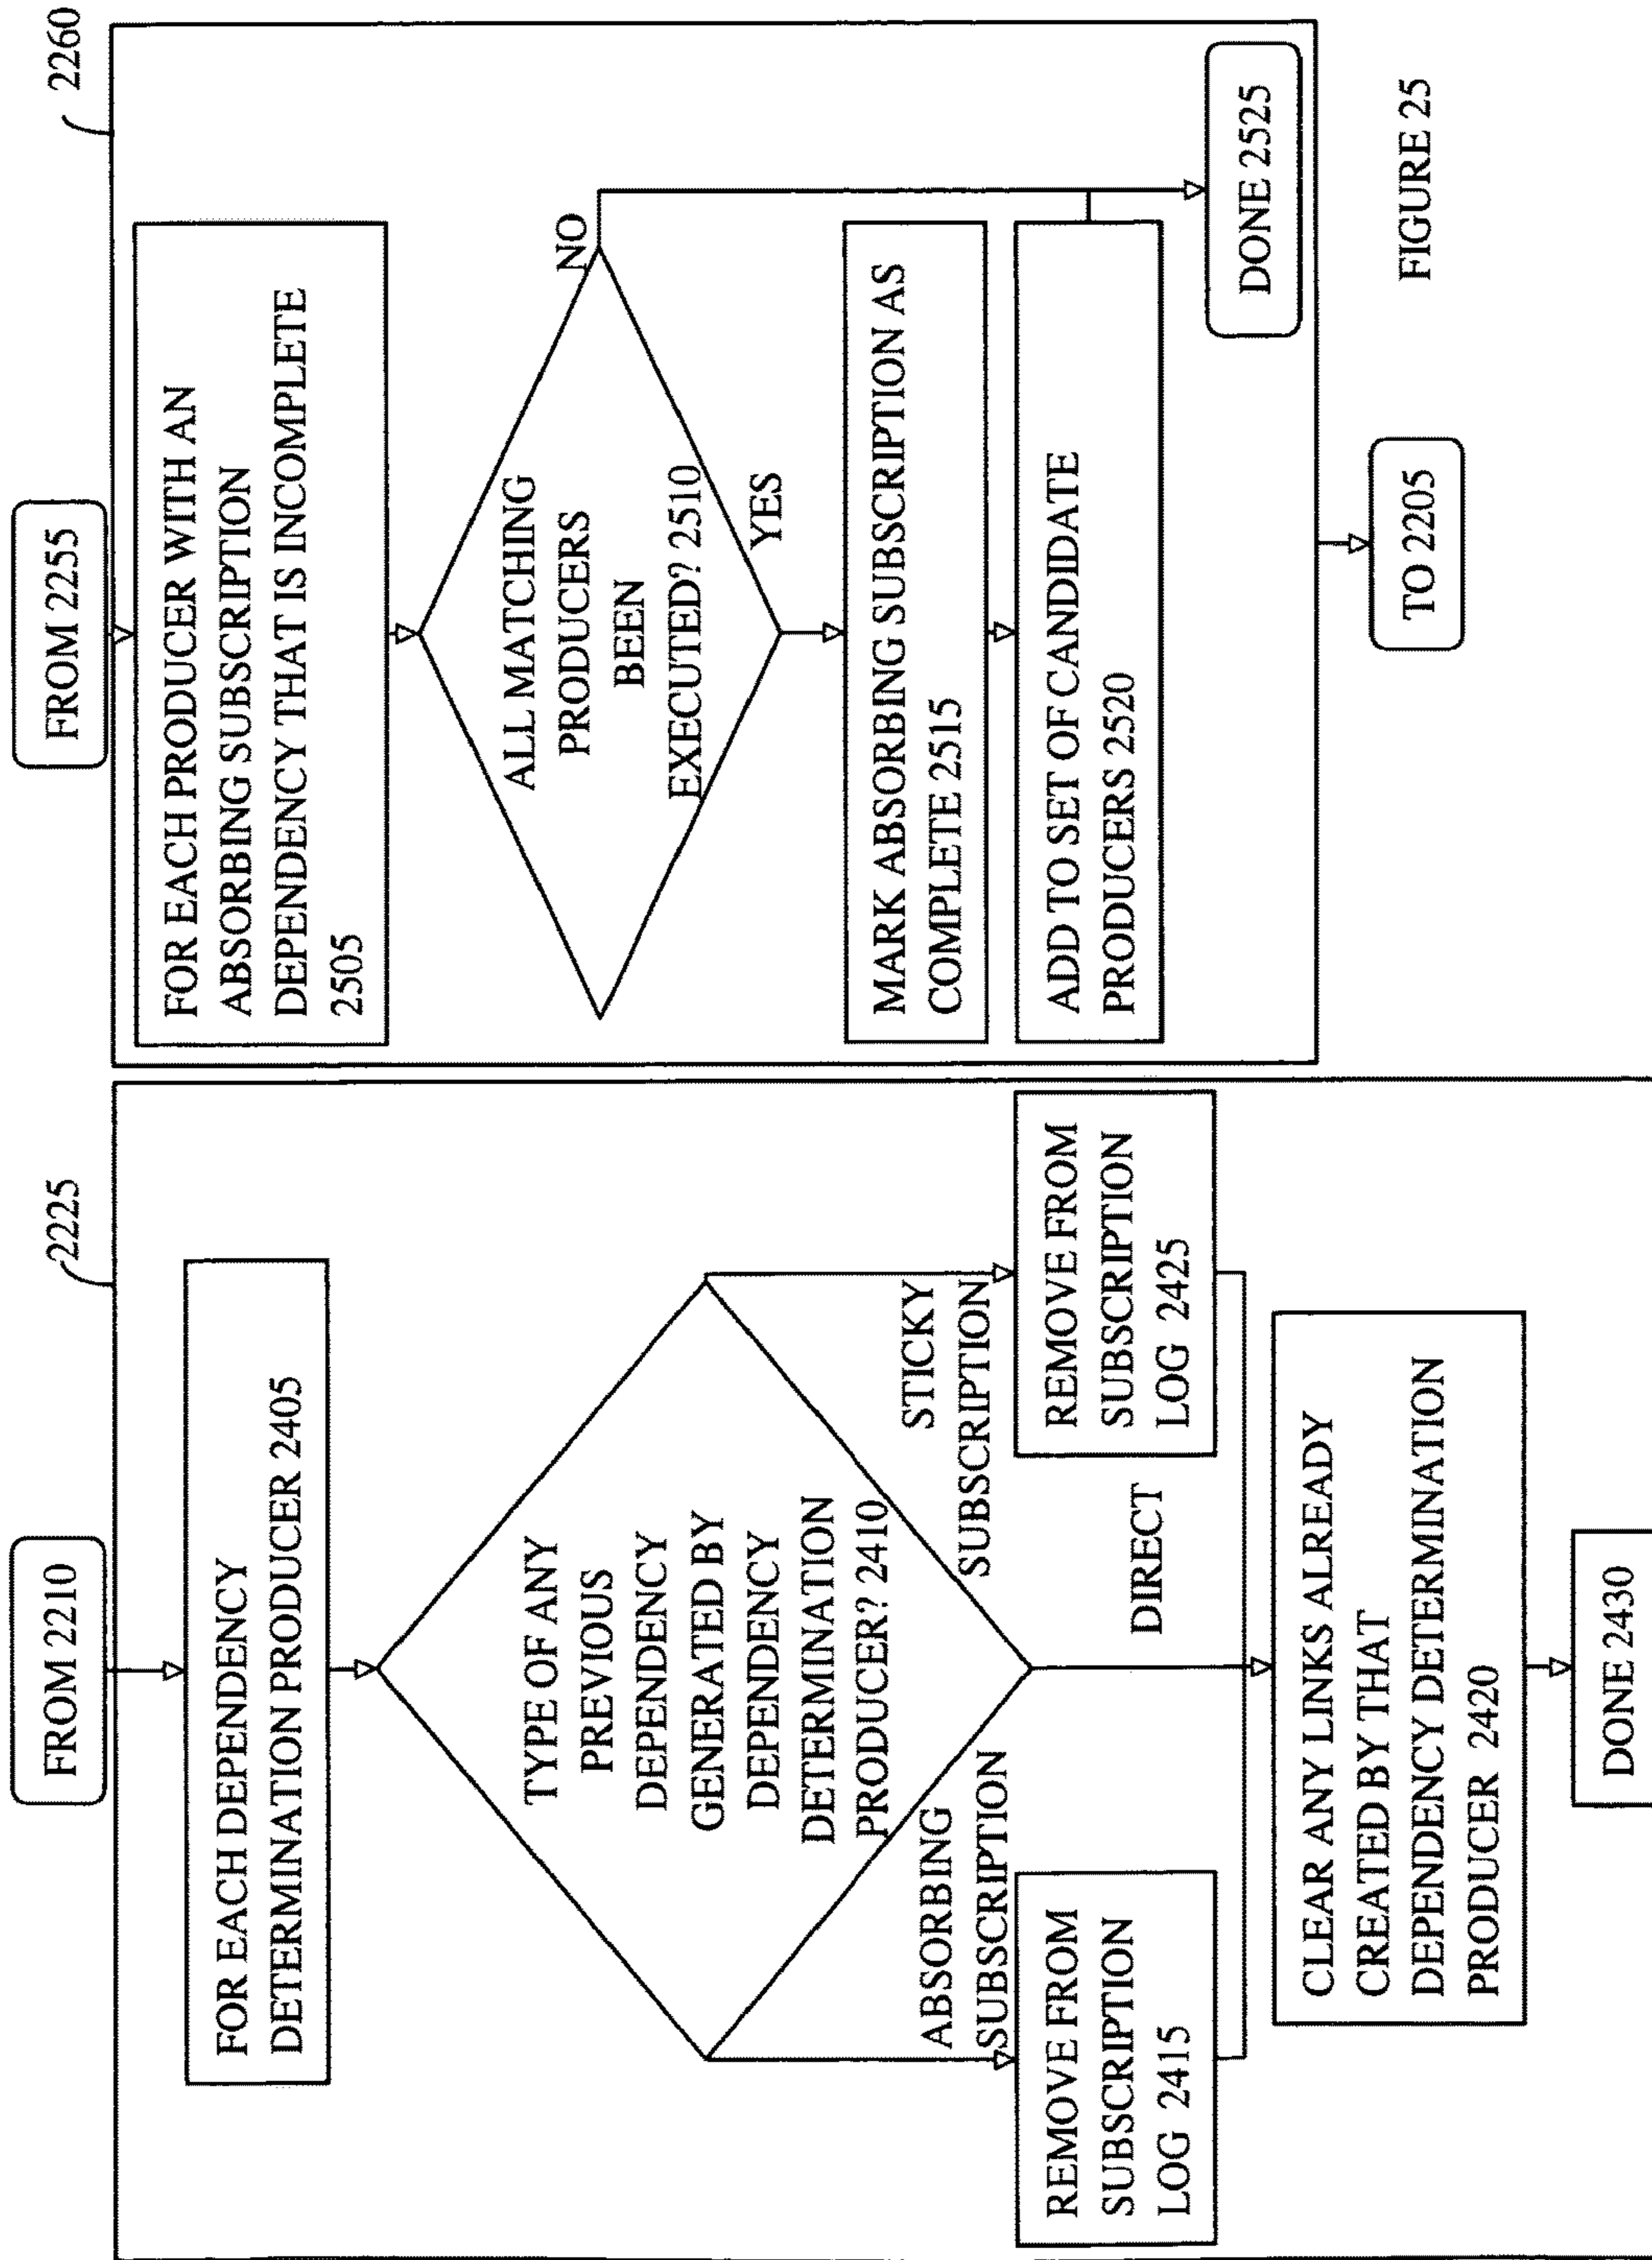 FROM 2210
2225
FOR EACH DEPENDENCY
DETERMINATION PRODUCER 2405
TYPE OF ANY
PREVIOUS
DEPENDENCY
GENERATED BY
DEPENDENCY
DETERMINATION
PRODUCER? 2410
ABSORBING
SUBSCRIPTION
STICKY
SUBSCRIPTION
DIRECT
REMOVE FROM
SUBSCRIPTION
LOG 2415
REMOVE FROM
SUBSCRIPTION
LOG 2425
CLEAR ANY LINKS ALREADY
CREATED BY THAT
DEPENDENCY DETERMINATION
PRODUCER 2420
DONE 2430
FROM 2255
2260
FOR EACH PRODUCER WITH AN
ABSORBING SUBSCRIPTION
DEPENDENCY THAT IS INCOMPLETE
2505
ALL MATCHING
PRODUCERS
BEEN
EXECUTED? 2510
NO
YES
MARK ABSORBING SUBSCRIPTION AS
COMPLETE 2515
ADD TO SET OF CANDIDATE
PRODUCERS 2520
DONE 2525
TO 2205
FIGURE 25